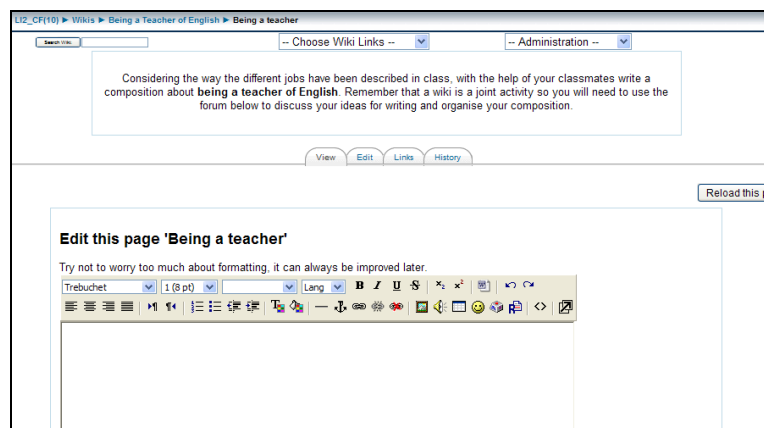 LI2_CF(10) ► Wikis ► Being a Teacher of English ► Being a teacher
Search Wiki:
-- Choose Wiki Links --
-- Administration --
Considering the way the different jobs have been described in class, with the help of your classmates write a
composition about being a teacher of English. Remember that a wiki is a joint activity so you will need to use the
forum below to discuss your ideas for writing and organise your composition.
View Edit Links History
Reload this
Edit this page 'Being a teacher'
Try not to worry too much about formatting, it can always be improved later.
Trebuchet 1 (8 pt) Lang B I U S x₂ x²